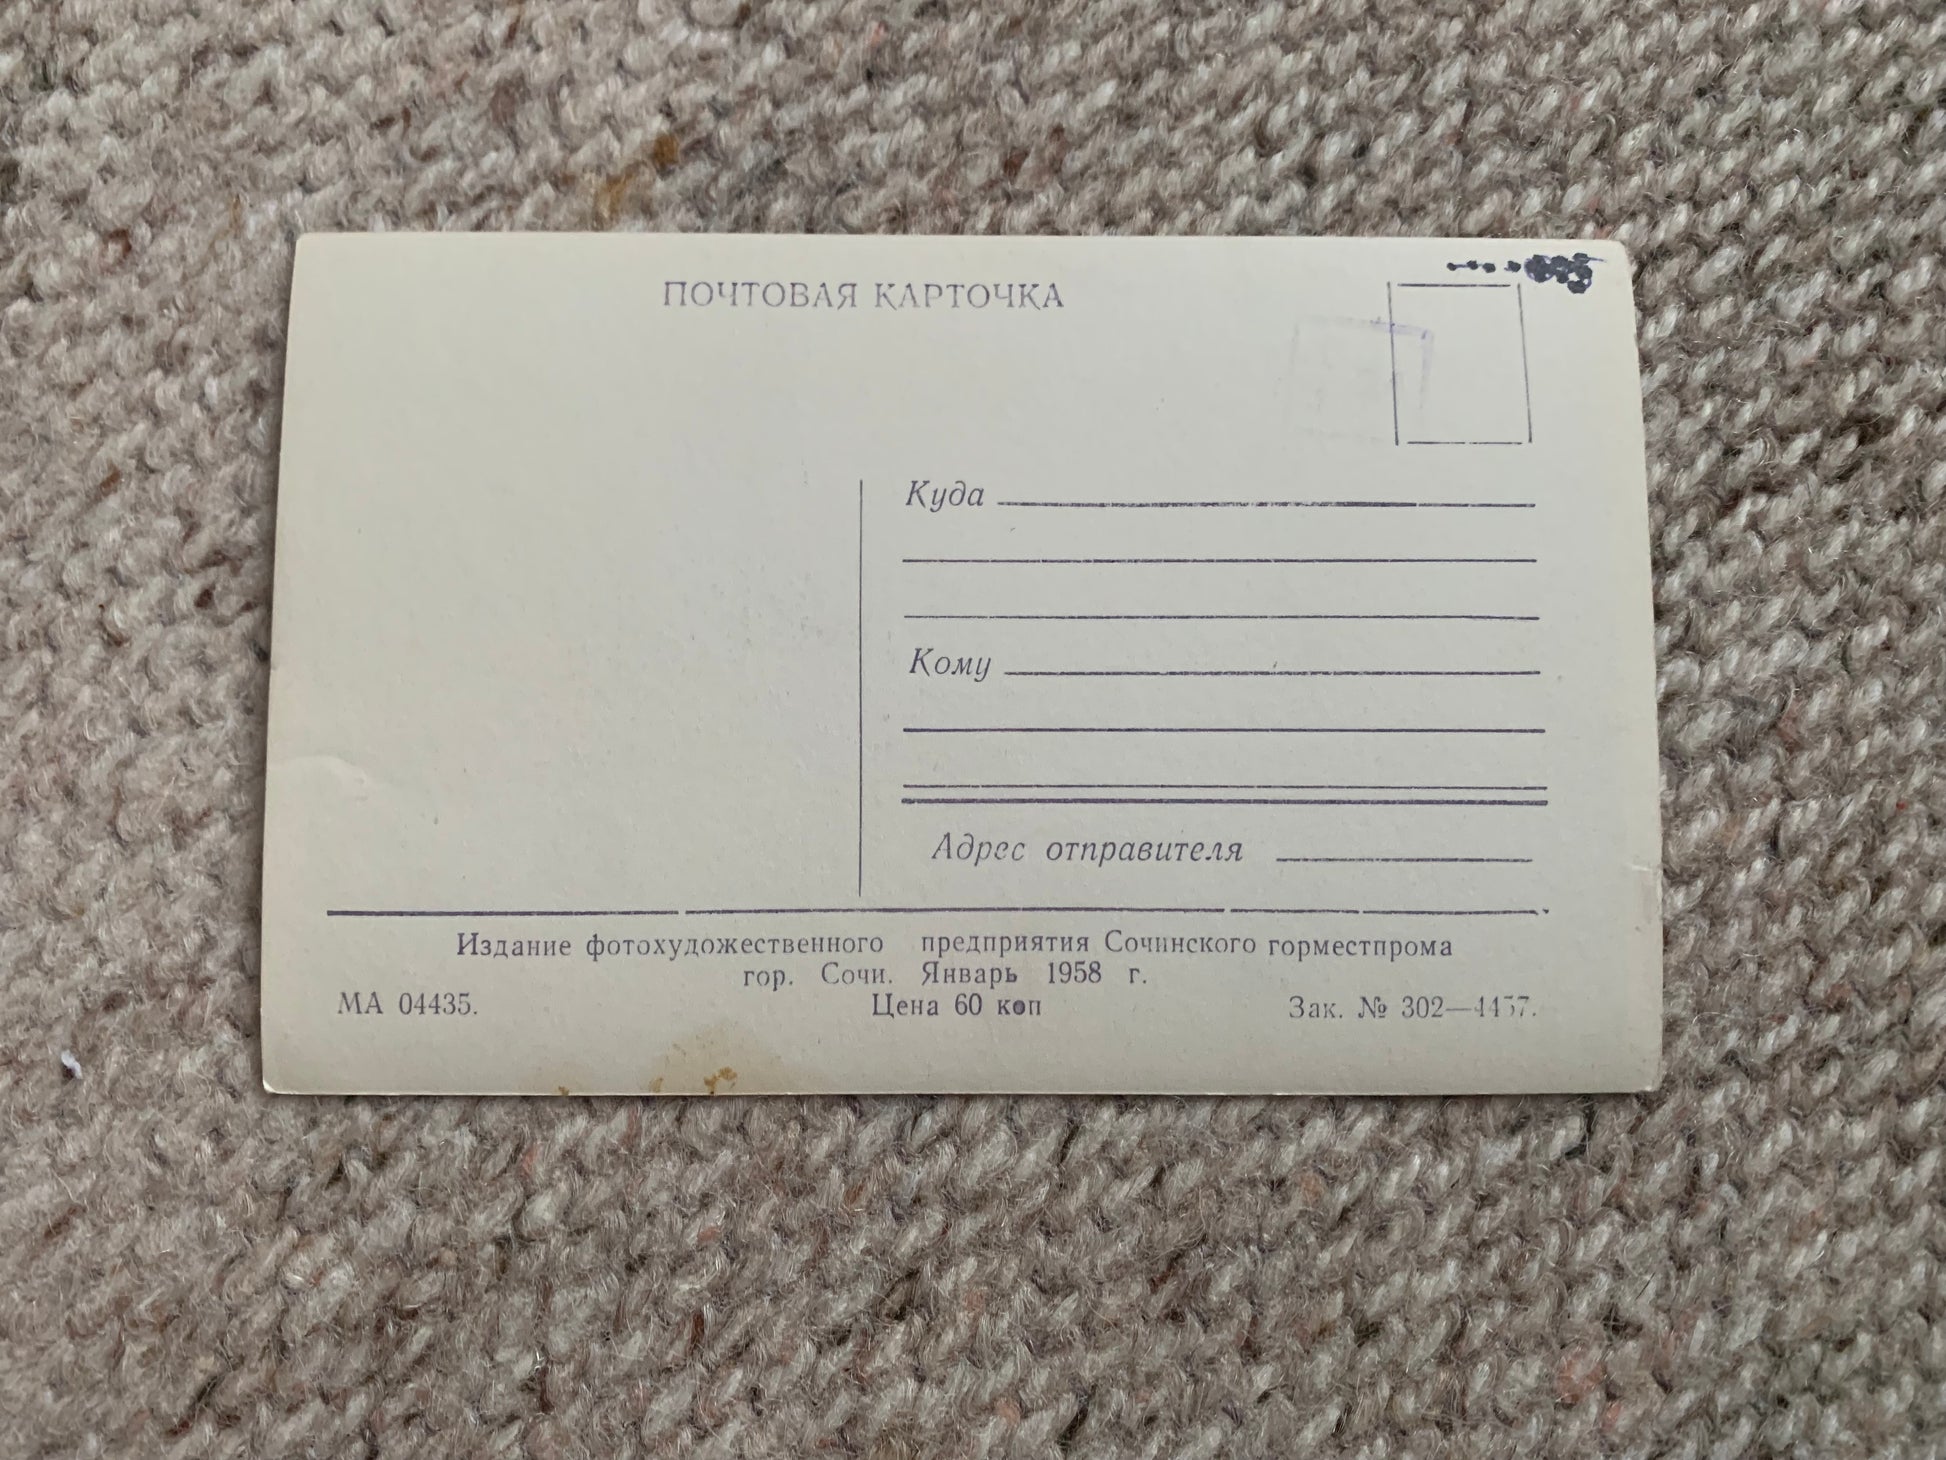 ПОЧТОВАЯ КАРТОЧКА
Куда
Кому
Адрес отправителя
Издание фотохудожественного предприятия Сочинского горместпрома
гор. Сочи. Январь 1958 г.
МА 04435. Цена 60 коп Зак. № 302—4457.